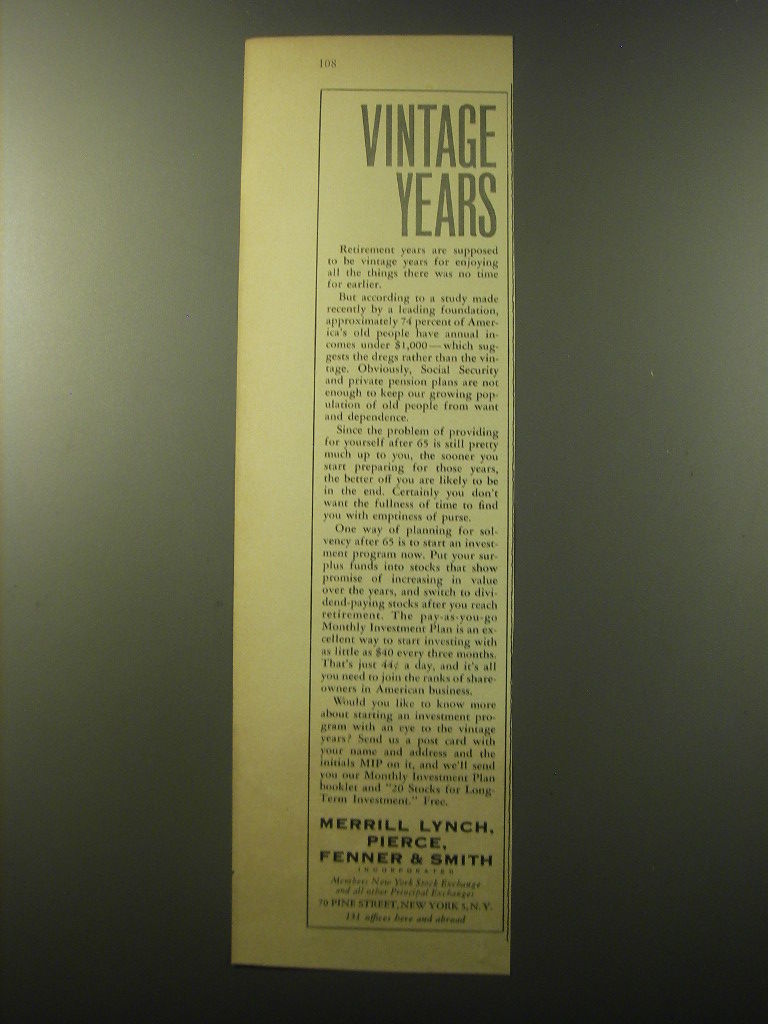 108
VINTAGE
YEARS
Retirement years are supposed
to be vintage years for enjoying
all the things there was no time
for earlier.
But according to a study made
recently by a leading foundation,
approximately 74 percent of Amer-
ica's old people have annual in-
comes under $1,000—which sug-
gests the dregs rather than the vin-
tage. Obviously, Social Security
and private pension plans are not
enough to keep our growing pop-
ulation of old people from want
and dependence.
Since the problem of providing
for yourself after 65 is still pretty
much up to you, the sooner you
start preparing for those years,
the better off you are likely to be
in the end. Certainly you don't
want the fullness of time to find
you with emptiness of purse.
One way of planning for sol-
vency after 65 is to start an invest-
ment program now. Put your sur-
plus funds into stocks that show
promise of increasing in value
over the years, and switch to divi-
dend-paying stocks after you reach
retirement. The pay-as-you-go
Monthly Investment Plan is an ex-
cellent way to start investing with
as little as $40 every three months.
That's just 44¢ a day, and it's all
you need to join the ranks of share-
owners in American business.
Would you like to know more
about starting an investment pro-
gram with an eye to the vintage
years? Send us a post card with
your name and address and the
initials MIP on it, and we'll send
you our Monthly Investment Plan
booklet and "20 Stocks for Long-
Term Investment." Free.
MERRILL LYNCH,
PIERCE,
FENNER & SMITH
INCORPORATED
Members New York Stock Exchange
and all other Principal Exchanges
70 PINE STREET, NEW YORK 5, N. Y.
offices here and abroad